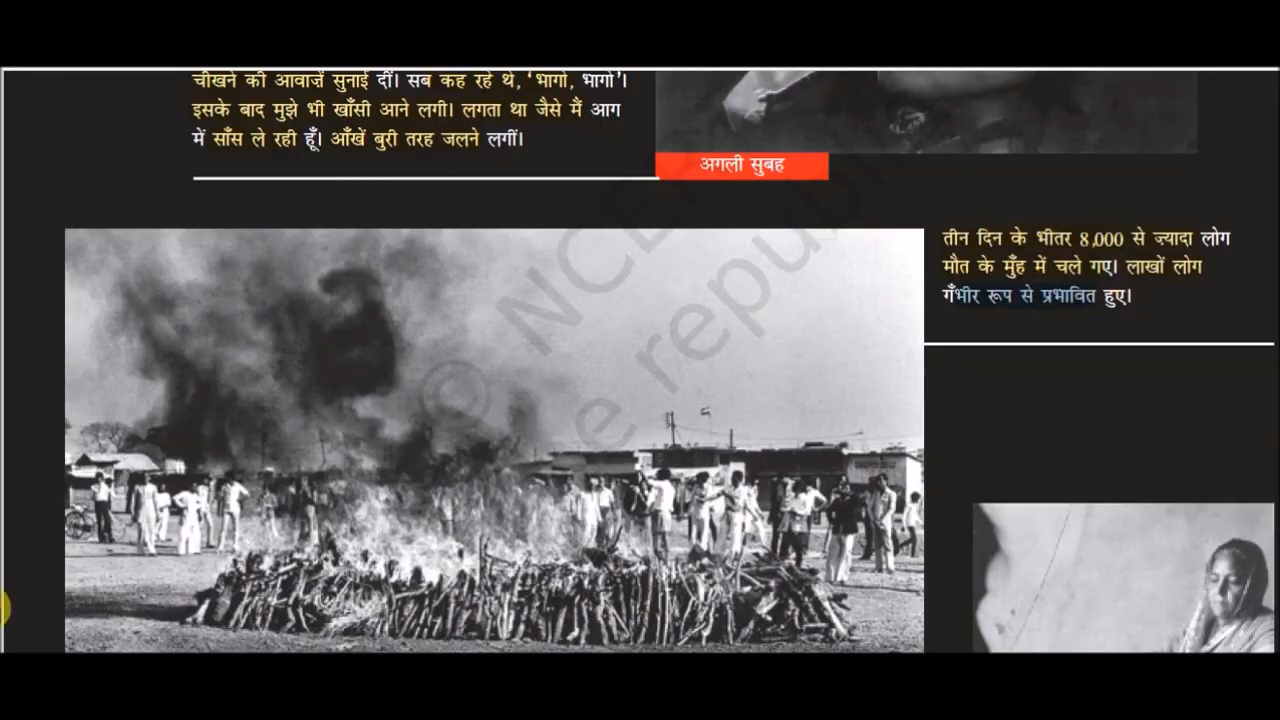 चीखने की आवाज़ें सुनाई दीं। सब कह रहे थे, ‘भागो, भागो’।
इसके बाद मुझे भी खाँसी आने लगी। लगता था जैसे मैं आग
में साँस ले रही हूँ। आँखें बुरी तरह जलने लगीं।
अगली सुबह
तीन दिन के भीतर 8,000 से ज़्यादा लोग
मौत के मुँह में चले गए। लाखों लोग
गँभीर रूप से प्रभावित हुए।